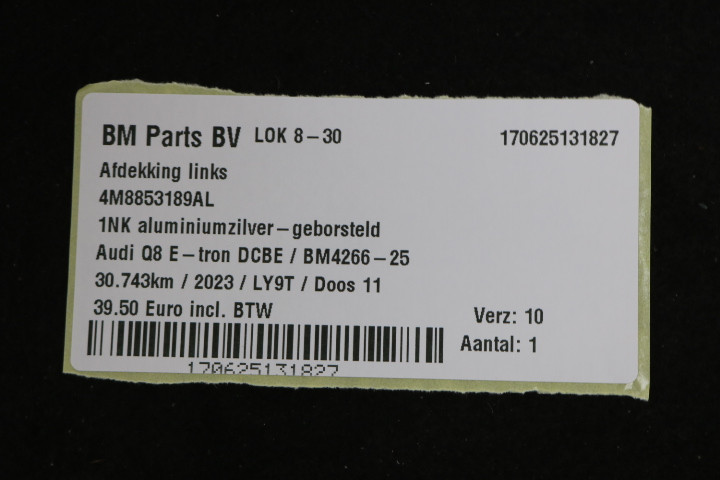 BM Parts BV LOK 8-30 170625131827
Afdekking links
4M8853189AL
1NK aluminiumzilver-geborsteld
Audi Q8 E-tron DCBE / BM4266-25
30.743km / 2023 / LY9T / Doos 11
39.50 Euro incl. BTW
Verz: 10
Aantal: 1
170625131827